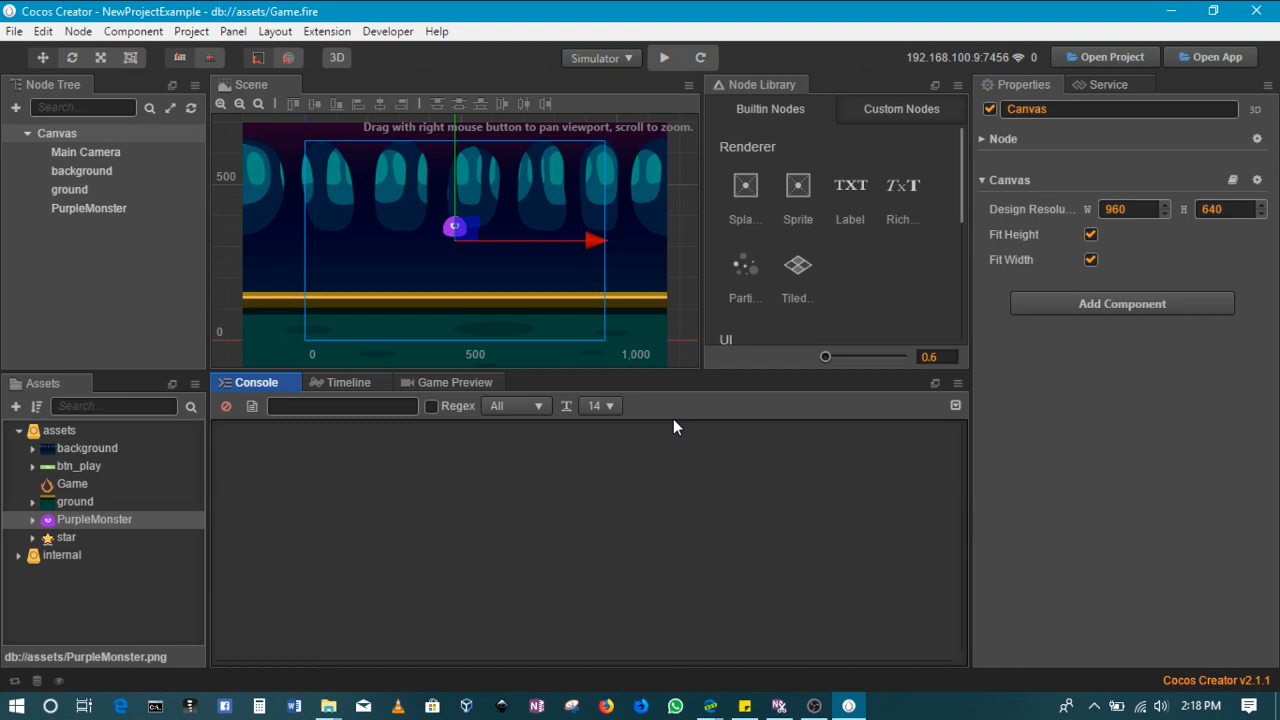 Cocos Creator - NewProjectExample - db://assets/Game.fire
File Edit Node Component Project Panel Layout Extension Developer Help
3D
Simulator
192.168.100.9:7456 0
Open Project
Open App
Node Tree
Search...
Canvas
Main Camera
background
ground
PurpleMonster
Scene
Drag with right mouse button to pan viewport, scroll to zoom.
500
0
0 500 1,000
Node Library
Builtin Nodes Custom Nodes
Renderer
TXT TxT
Spla... Sprite Label Rich...
Parti... Tiled..
UI
0.6
Properties Service
Canvas 3D
Node
Canvas
Design Resolu... W 960 H 640
Fit Height
Fit Width
Add Component
Assets
Search...
assets
background
btn_play
Game
ground
PurpleMonster
star
internal
db://assets/PurpleMonster.png
Console Timeline Game Preview
Regex All 14
Cocos Creator v2.1.1
2:18 PM